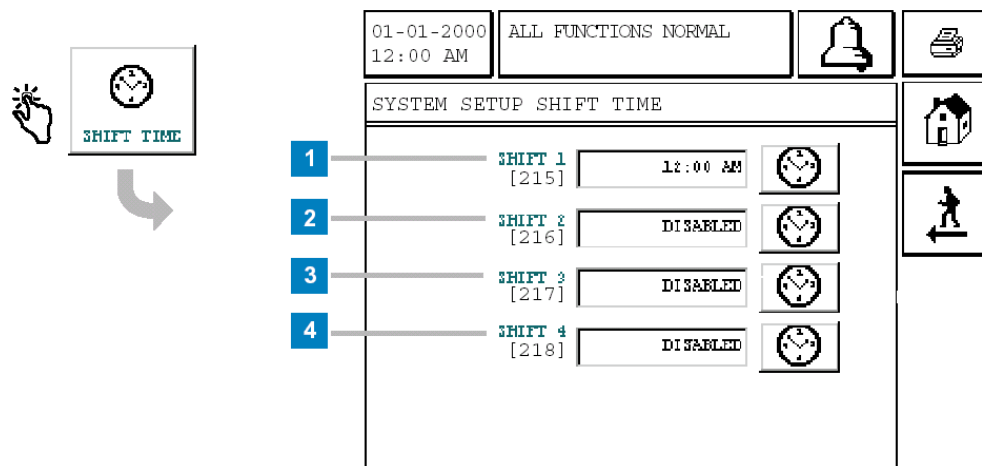 SHIFT TIME
01-01-2000
12:00 AM
ALL FUNCTIONS NORMAL
SYSTEM SETUP SHIFT TIME
1
SHIFT 1
[215]
12:00 AM
2
SHIFT 2
[216]
DISABLED
3
SHIFT 3
[217]
DISABLED
4
SHIFT 4
[218]
DISABLED